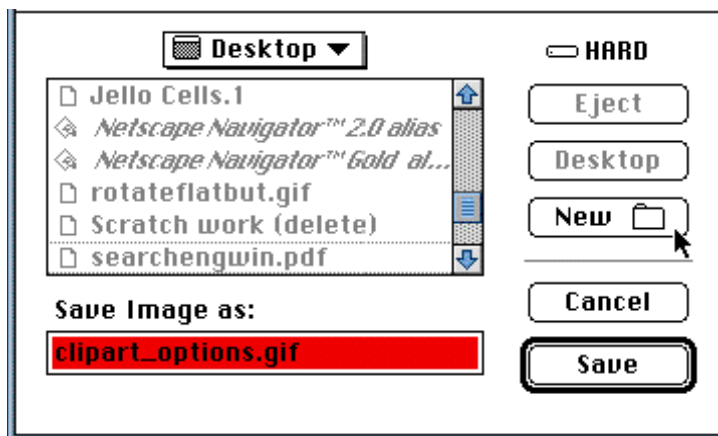 Desktop
HARD
Jello Cells.1
Netscape Navigator™ 2.0 alias
Netscape Navigator™ Gold al...
rotateflatbut.gif
Scratch work (delete)
searchengwin.pdf
Eject
Desktop
New
Save Image as:
clipart_options.gif
Cancel
Save